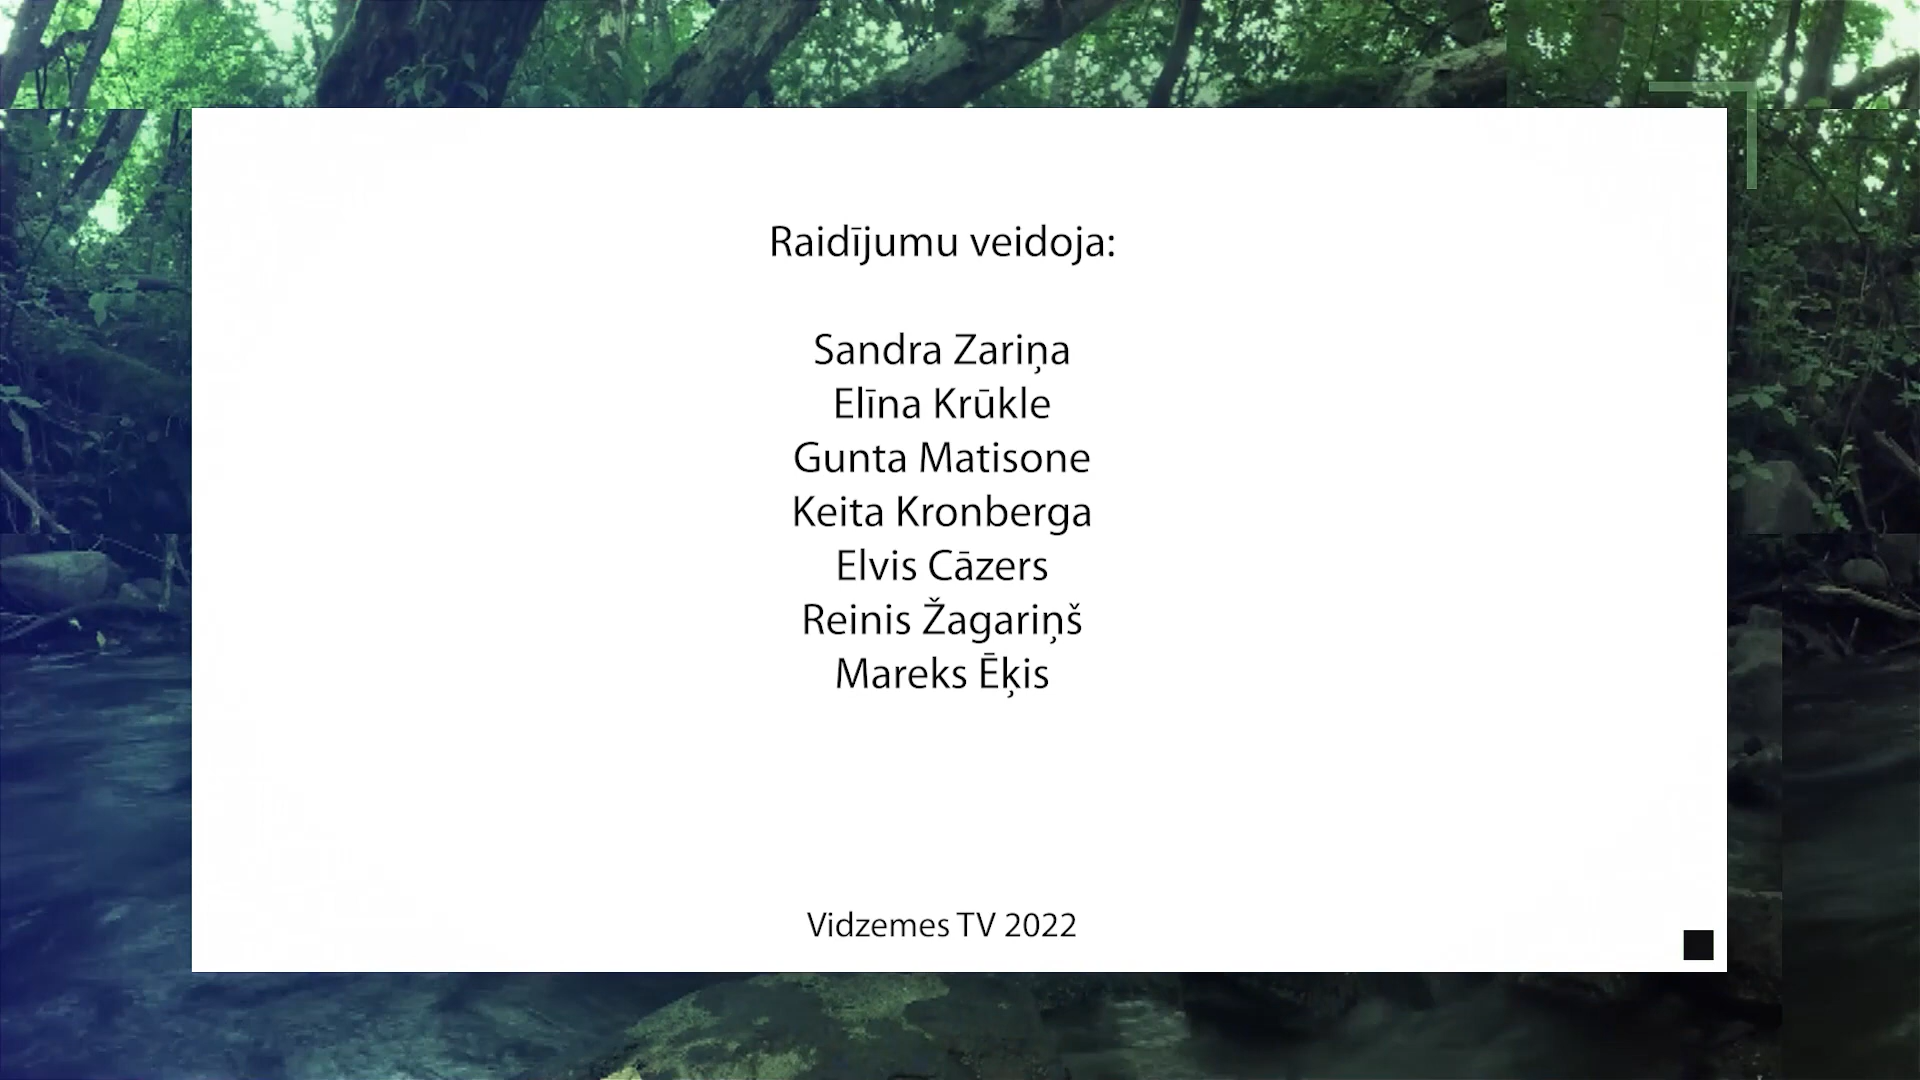 Raidījumu veidoja:
Sandra Zariņa
Elīna Krūkle
Gunta Matisone
Keita Kronberga
Elvis Cāzers
Reinis Žagariņš
Mareks Ēķis
Vidzemes TV 2022